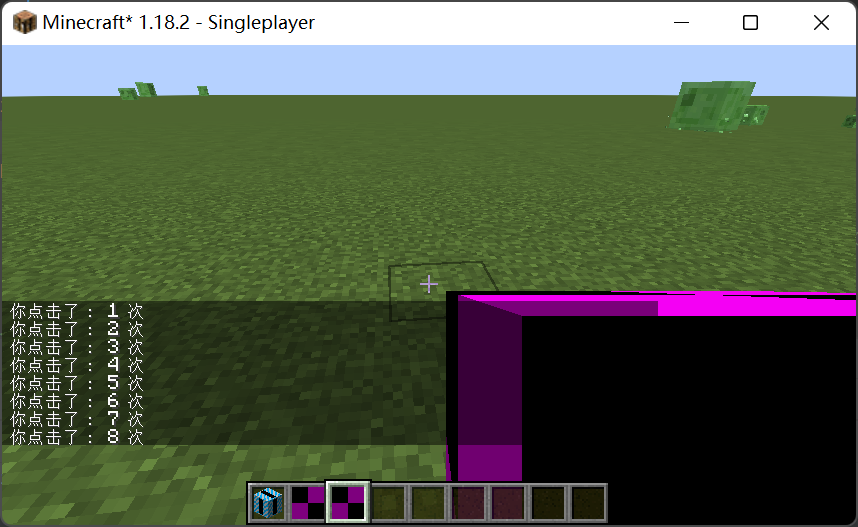 Minecraft* 1.18.2 - Singleplayer
你点击了：1 次
你点击了：2 次
你点击了：3 次
你点击了：4 次
你点击了：5 次
你点击了：6 次
你点击了：7 次
你点击了：8 次